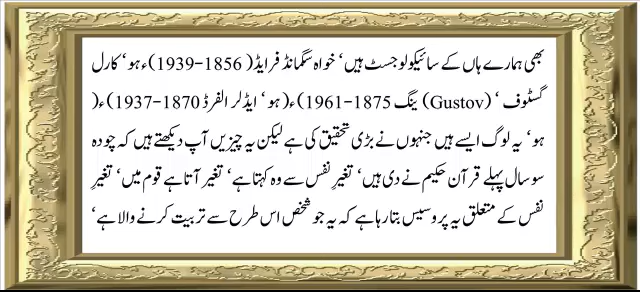 بھی ہمارے ہاں کے سائیکولوجسٹ ہیں‘ خواہ سگمانڈ فرایڈ( 1856-1939)ء ہو‘ کارل
گسٹوف ‘ (Gustov) ینگ 1875-1961)ء( ہو‘ ایڈلر الفرڈ 1870-1937)ء(
ہو‘ یہ لوگ ایسے ہیں جنہوں نے بڑی تحقیق کی ہے لیکن یہ چیزیں آپ دیکھتے ہیں کہ چودہ
سو سال پہلے قرآن حکیم نے دی ہیں‘ تغیرِ نفس سے وہ کہتا ہے‘ تغیر آتا ہے قوم میں‘ تغیرِ
نفس کے متعلق یہ پروسیس بتا رہا ہے کہ یہ جو شخص اس طرح سے تربیت کرنے والا ہے‘